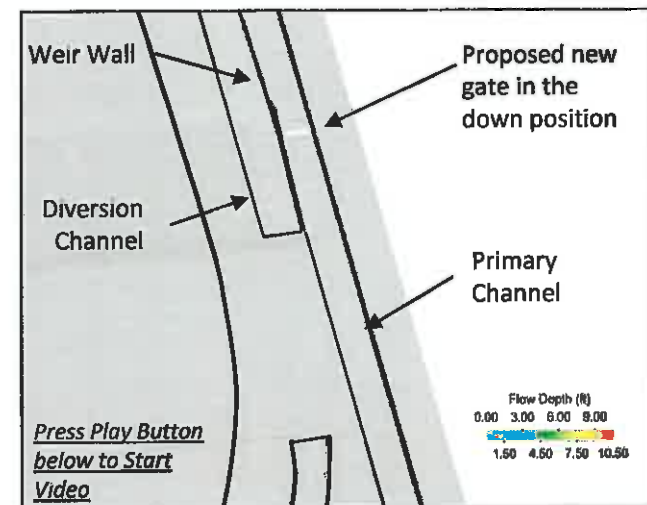 Weir Wall
Proposed new
gate in the
down position
Diversion
Channel
Primary
Channel
Flow Depth (ft)
0.00 3.00 6.00 9.00
1.50 4.50 7.50 10.50
Press Play Button
below to Start
Video